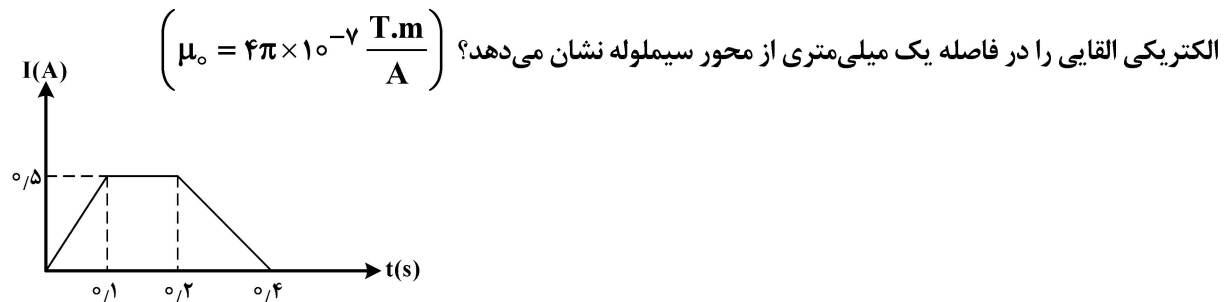 الکتریکی القایی را در فاصله یک میلی‌متری از محور سیملوله نشان می‌دهد؟ (μ₀ = ۴π×۱۰⁻⁷ T.m/A)
I(A)
۰/۵
t(s)
۰/۱ ۰/۲ ۰/۴